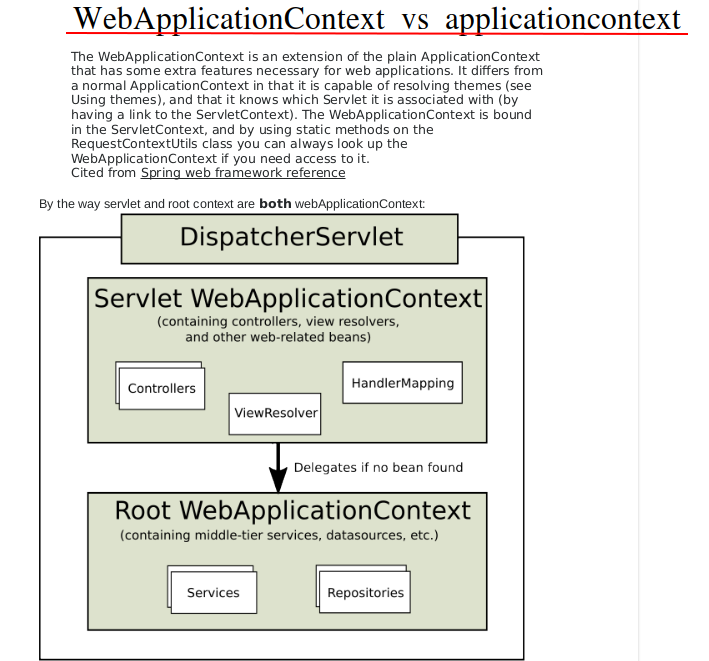 WebApplicationContext vs applicationcontext
The WebApplicationContext is an extension of the plain ApplicationContext
that has some extra features necessary for web applications. It differs from
a normal ApplicationContext in that it is capable of resolving themes (see
Using themes), and that it knows which Servlet it is associated with (by
having a link to the ServletContext). The WebApplicationContext is bound
in the ServletContext, and by using static methods on the
RequestContextUtils class you can always look up the
WebApplicationContext if you need access to it.
Cited from Spring web framework reference
By the way servlet and root context are both webApplicationContext:
DispatcherServlet
Servlet WebApplicationContext
(containing controllers, view resolvers,
and other web-related beans)
Controllers
ViewResolver
HandlerMapping
Delegates if no bean found
Root WebApplicationContext
(containing middle-tier services, datasources, etc.)
Services
Repositories